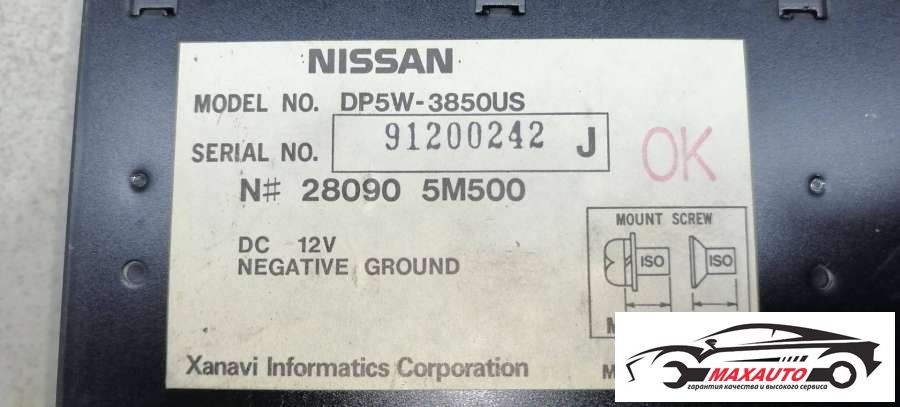 NISSAN
MODEL NO. DP5W-3850US
SERIAL NO. 91200242 J
OK
N# 28090 5M500
MOUNT SCREW
ISO ISO
DC 12V
NEGATIVE GROUND
M
Xanavi Informatics Corporation
M
MAXAUTO
гарантия качества и высокого сервиса